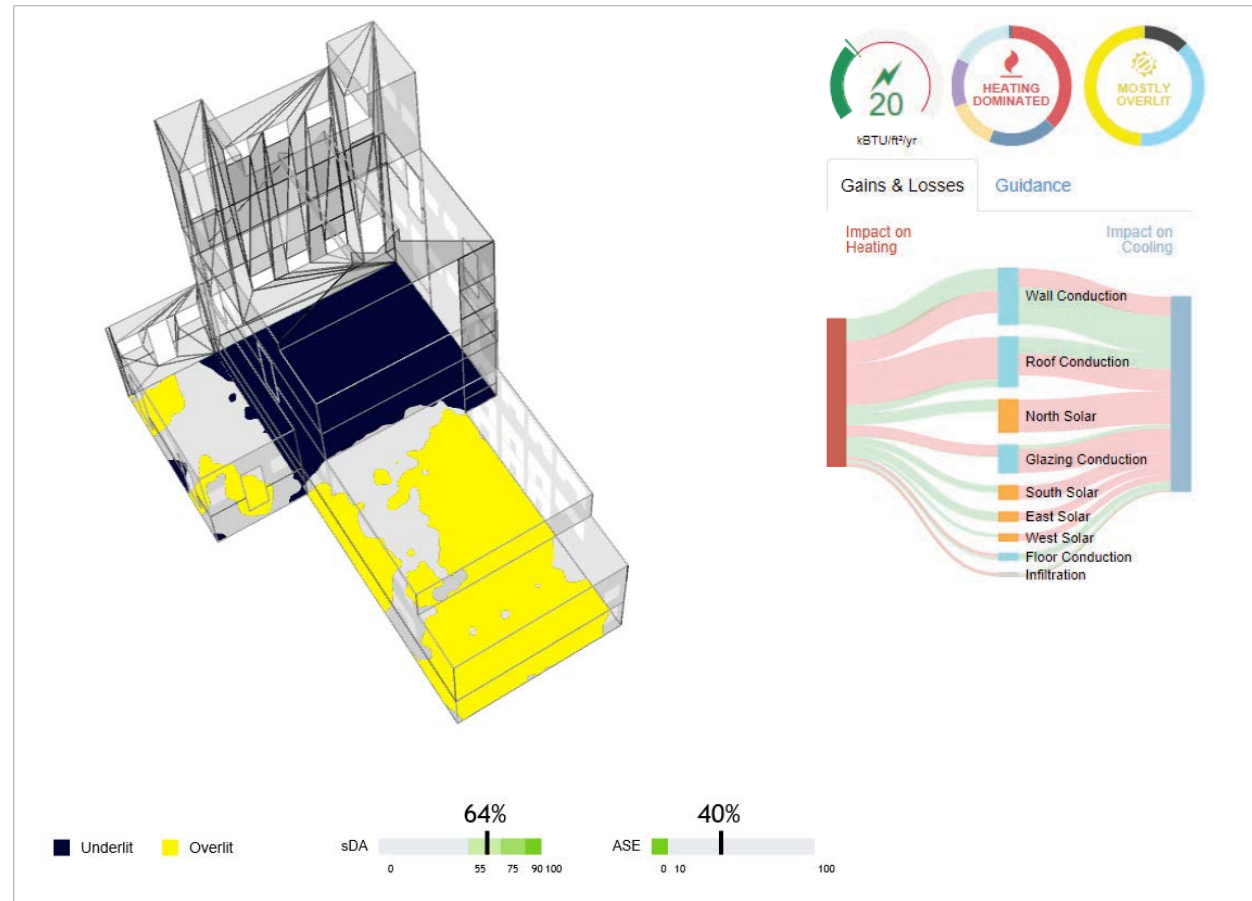 20
kBTU/ft²/yr
HEATING
DOMINATED
MOSTLY
OVERLIT
Gains & Losses
Guidance
Impact on
Heating
Impact on
Cooling
Wall Conduction
Roof Conduction
North Solar
Glazing Conduction
South Solar
East Solar
West Solar
Floor Conduction
Infiltration
Underlit
Overlit
64%
sDA
0 55 75 90 100
40%
ASE
0 10 100